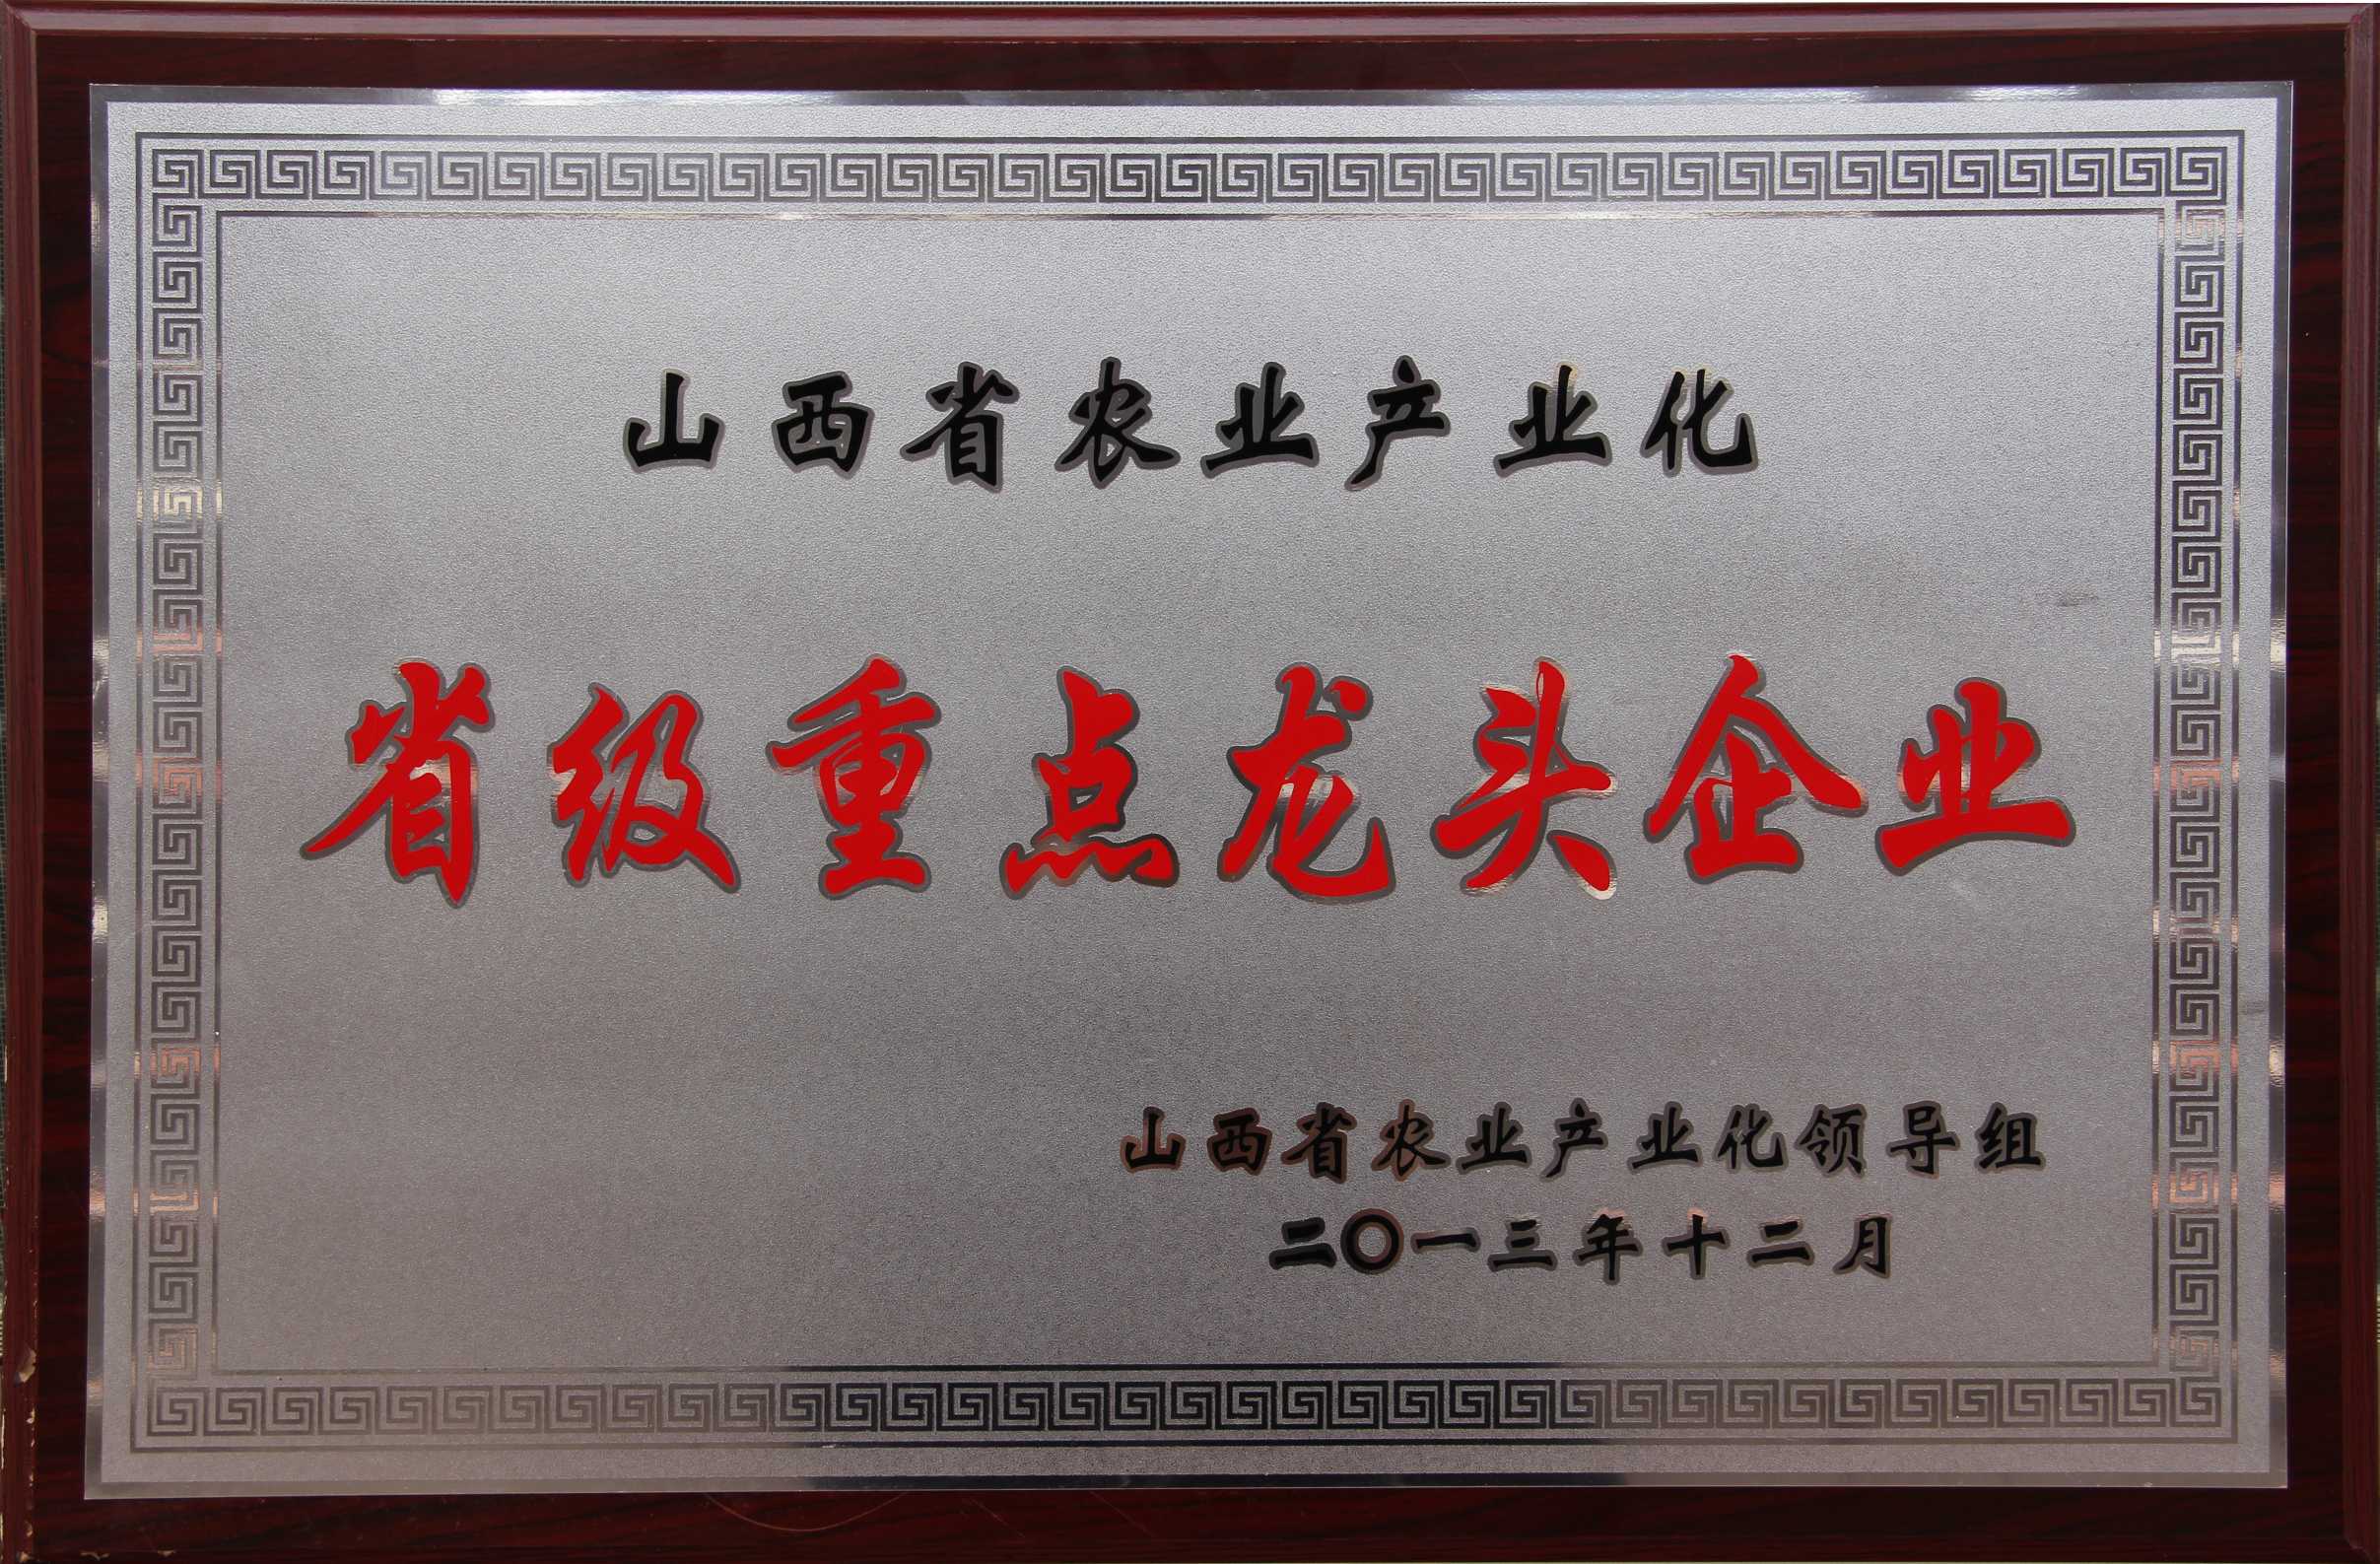 山西省农业产业化
省级重点龙头企业
山西省农业产业化领导组
二〇一三年十二月